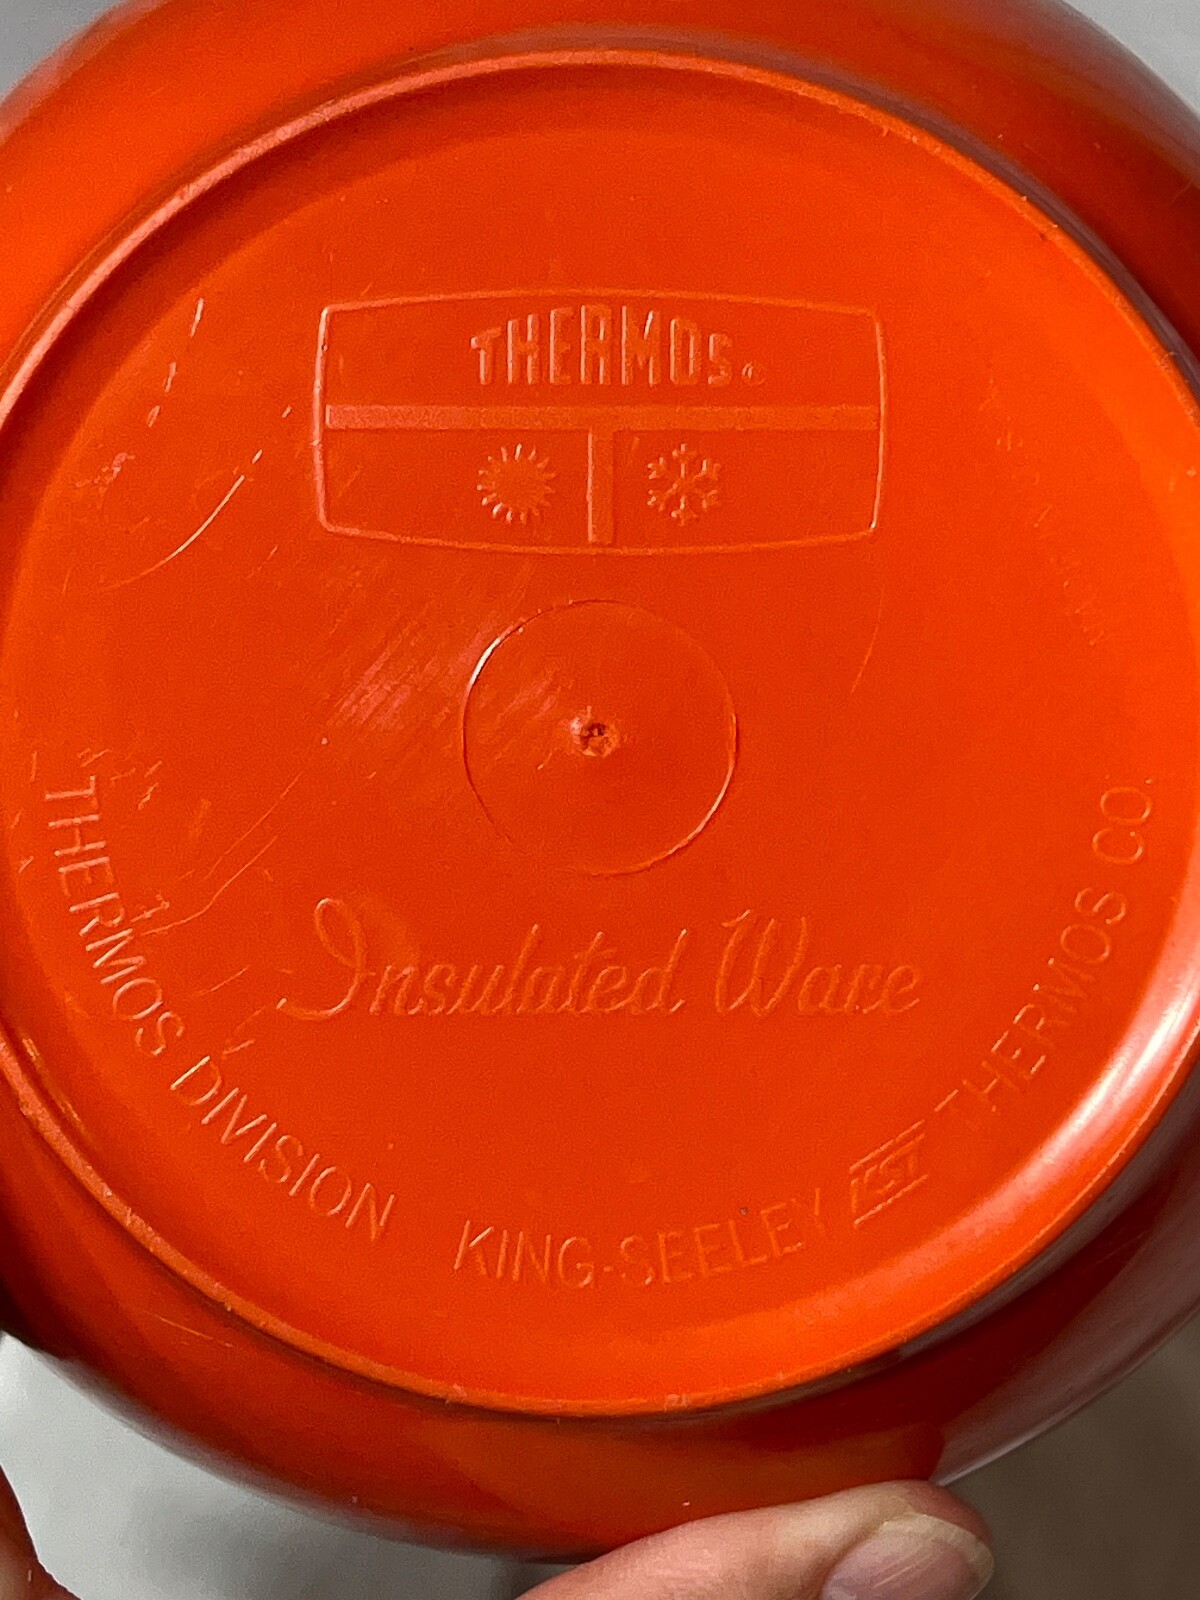 THERMOS®
Insulated Ware
THERMOS DIVISION
KING-SEELEY KST THERMOS CO.